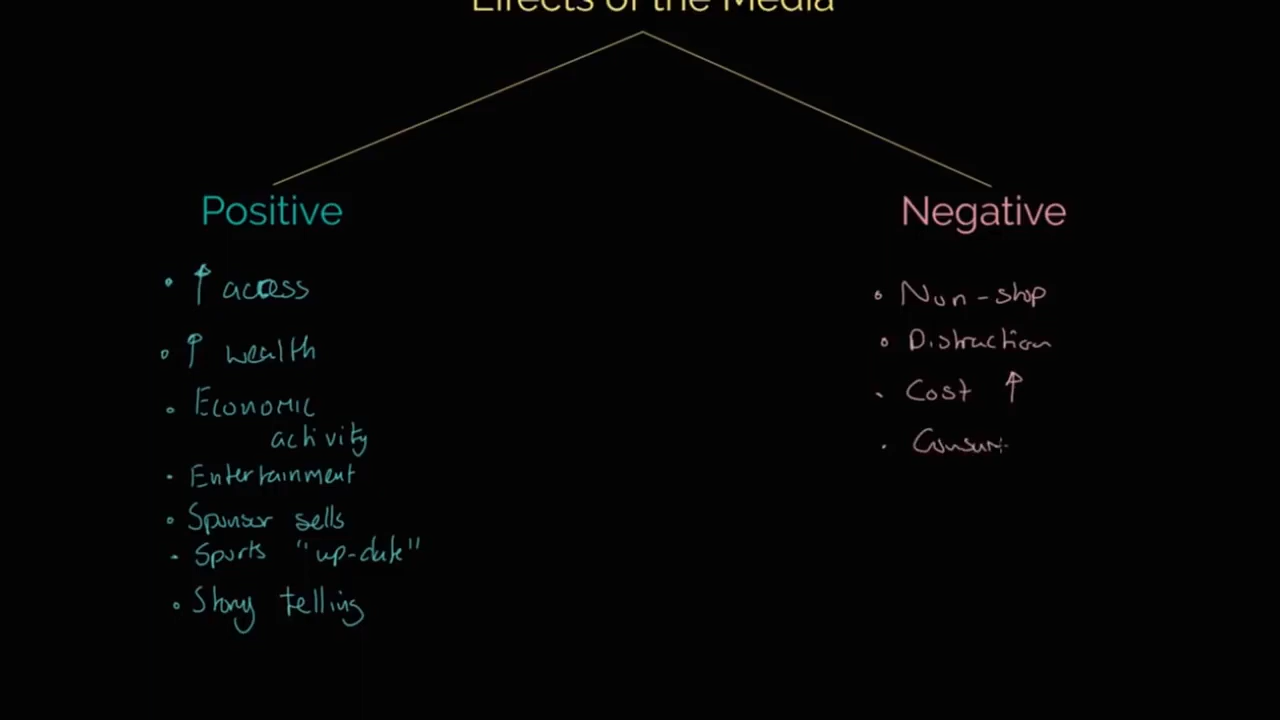 Effects of the Media
Positive
Negative
• ↑ access
• ↑ wealth
• Economic
activity
• Entertainment
• Sponsor sells
• Sports "up-date"
• Story telling
• Non-stop
• Distraction
• Cost ↑
• Consum